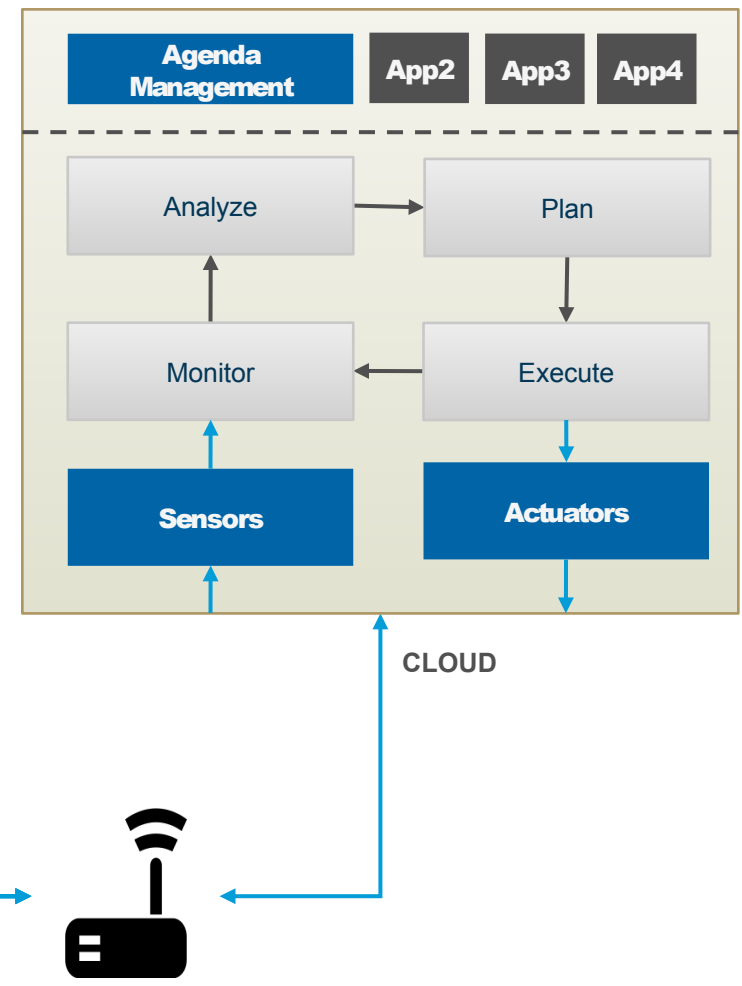 Agenda
Management
App2
App3
App4
Analyze
Plan
Monitor
Execute
Sensors
Actuators
CLOUD